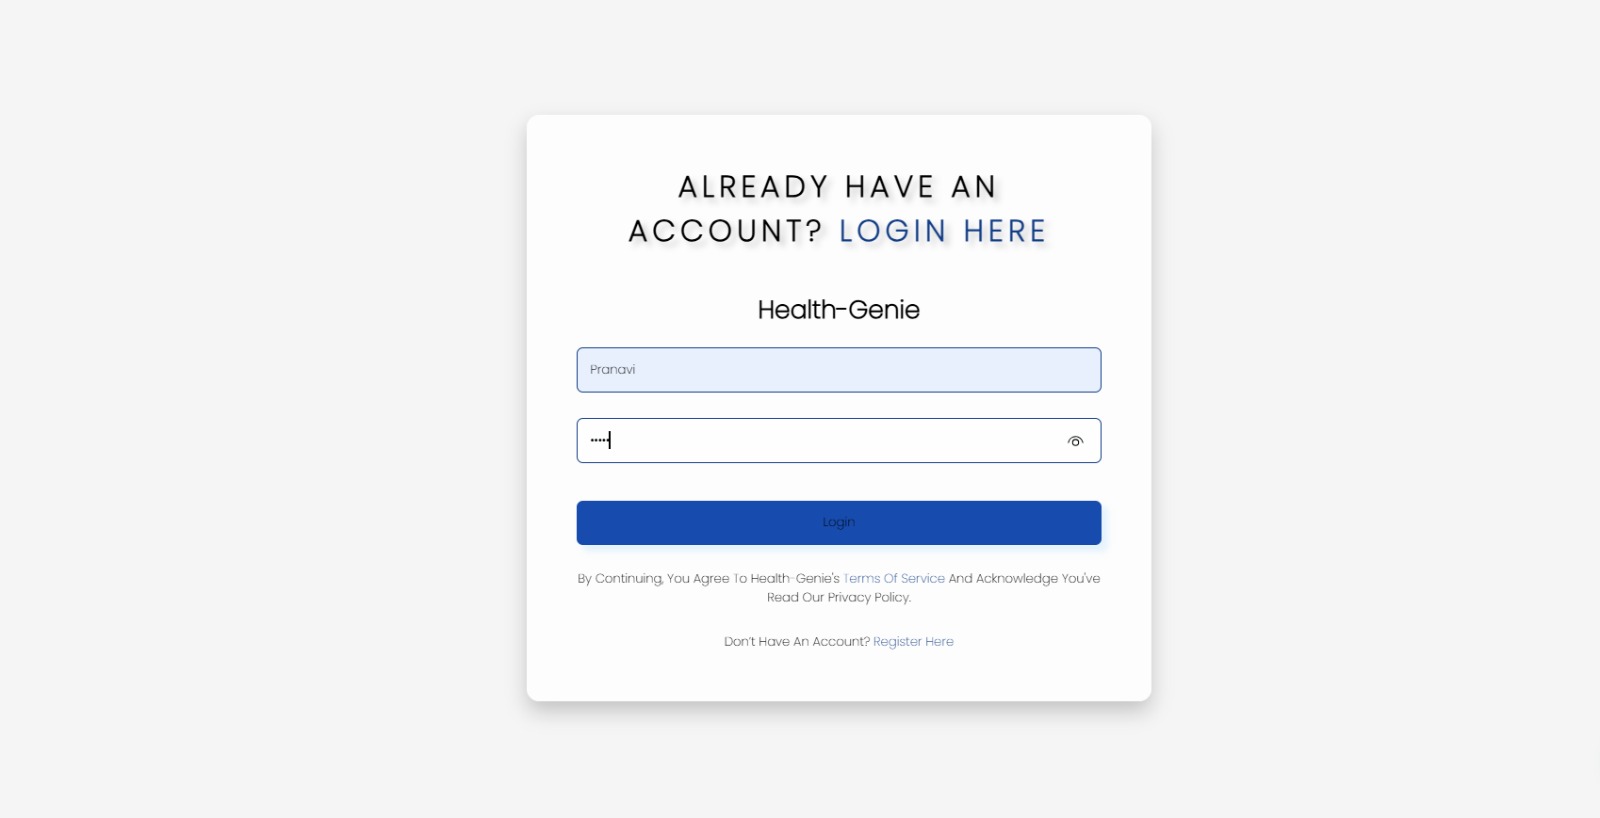 ALREADY HAVE AN
ACCOUNT? LOGIN HERE
Health-Genie
Pranavi
•••••
Login
By Continuing, You Agree To Health-Genie's Terms Of Service And Acknowledge You've
Read Our Privacy Policy.
Don't Have An Account? Register Here